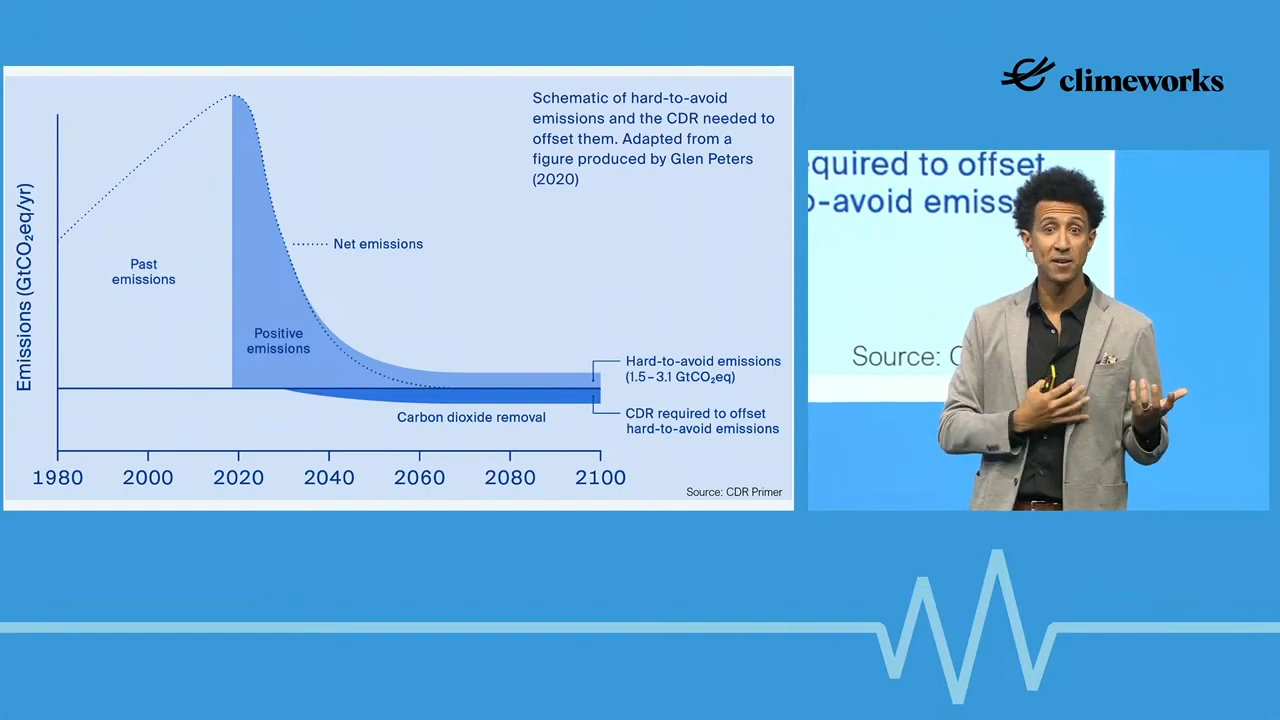 climeworks
Schematic of hard-to-avoid
emissions and the CDR needed to
offset them. Adapted from a
figure produced by Glen Peters
(2020)
Emissions (GtCO₂eq/yr)
Net emissions
Past
emissions
Positive
emissions
Hard-to-avoid emissions
(1.5–3.1 GtCO₂eq)
Carbon dioxide removal
CDR required to offset
hard-to-avoid emissions
1980 2000 2020 2040 2060 2080 2100
Source: CDR Primer
equired to offset
o-avoid emiss
Source: C